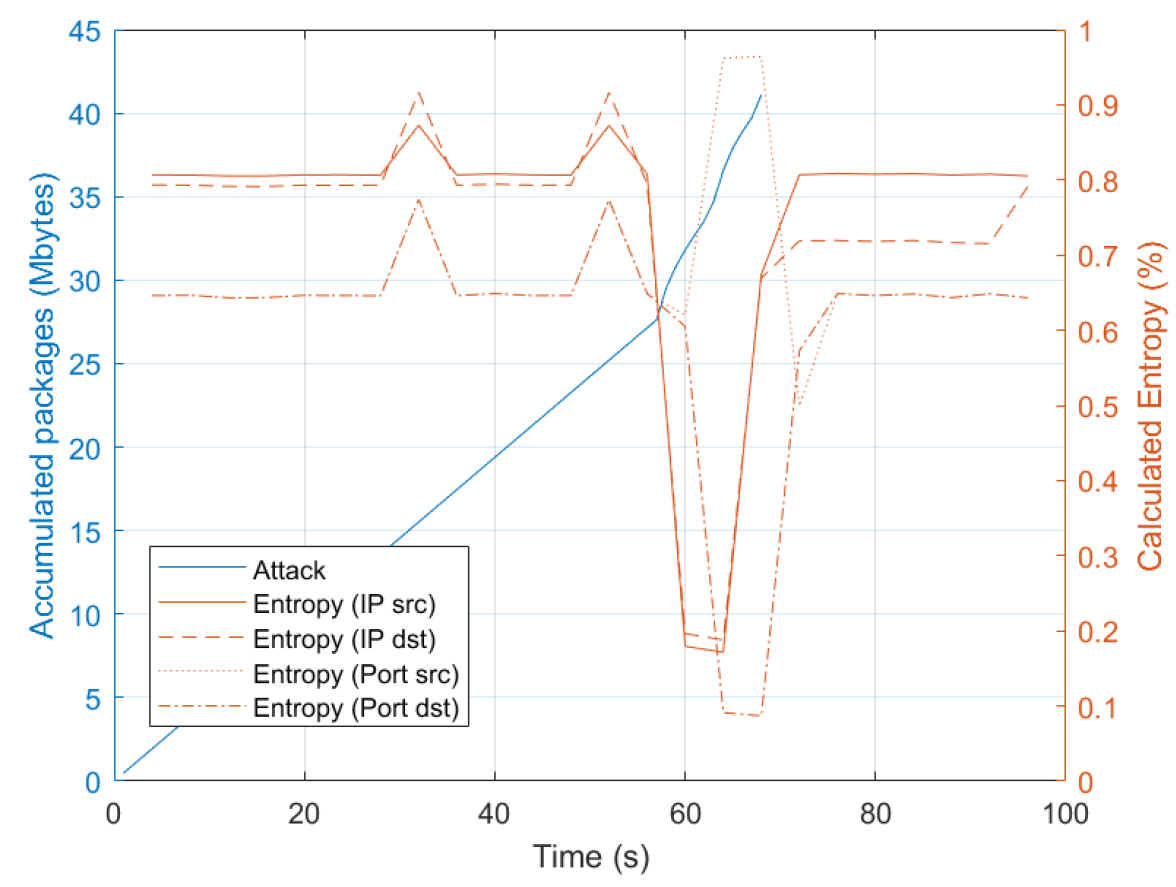 45
40
35
30
25
20
15
10
5
0
Accumulated packages (Mbytes)
1
0.9
0.8
0.7
0.6
0.5
0.4
0.3
0.2
0.1
0
Calculated Entropy (%)
Attack
Entropy (IP src)
Entropy (IP dst)
Entropy (Port src)
Entropy (Port dst)
0 20 40 60 80 100
Time (s)